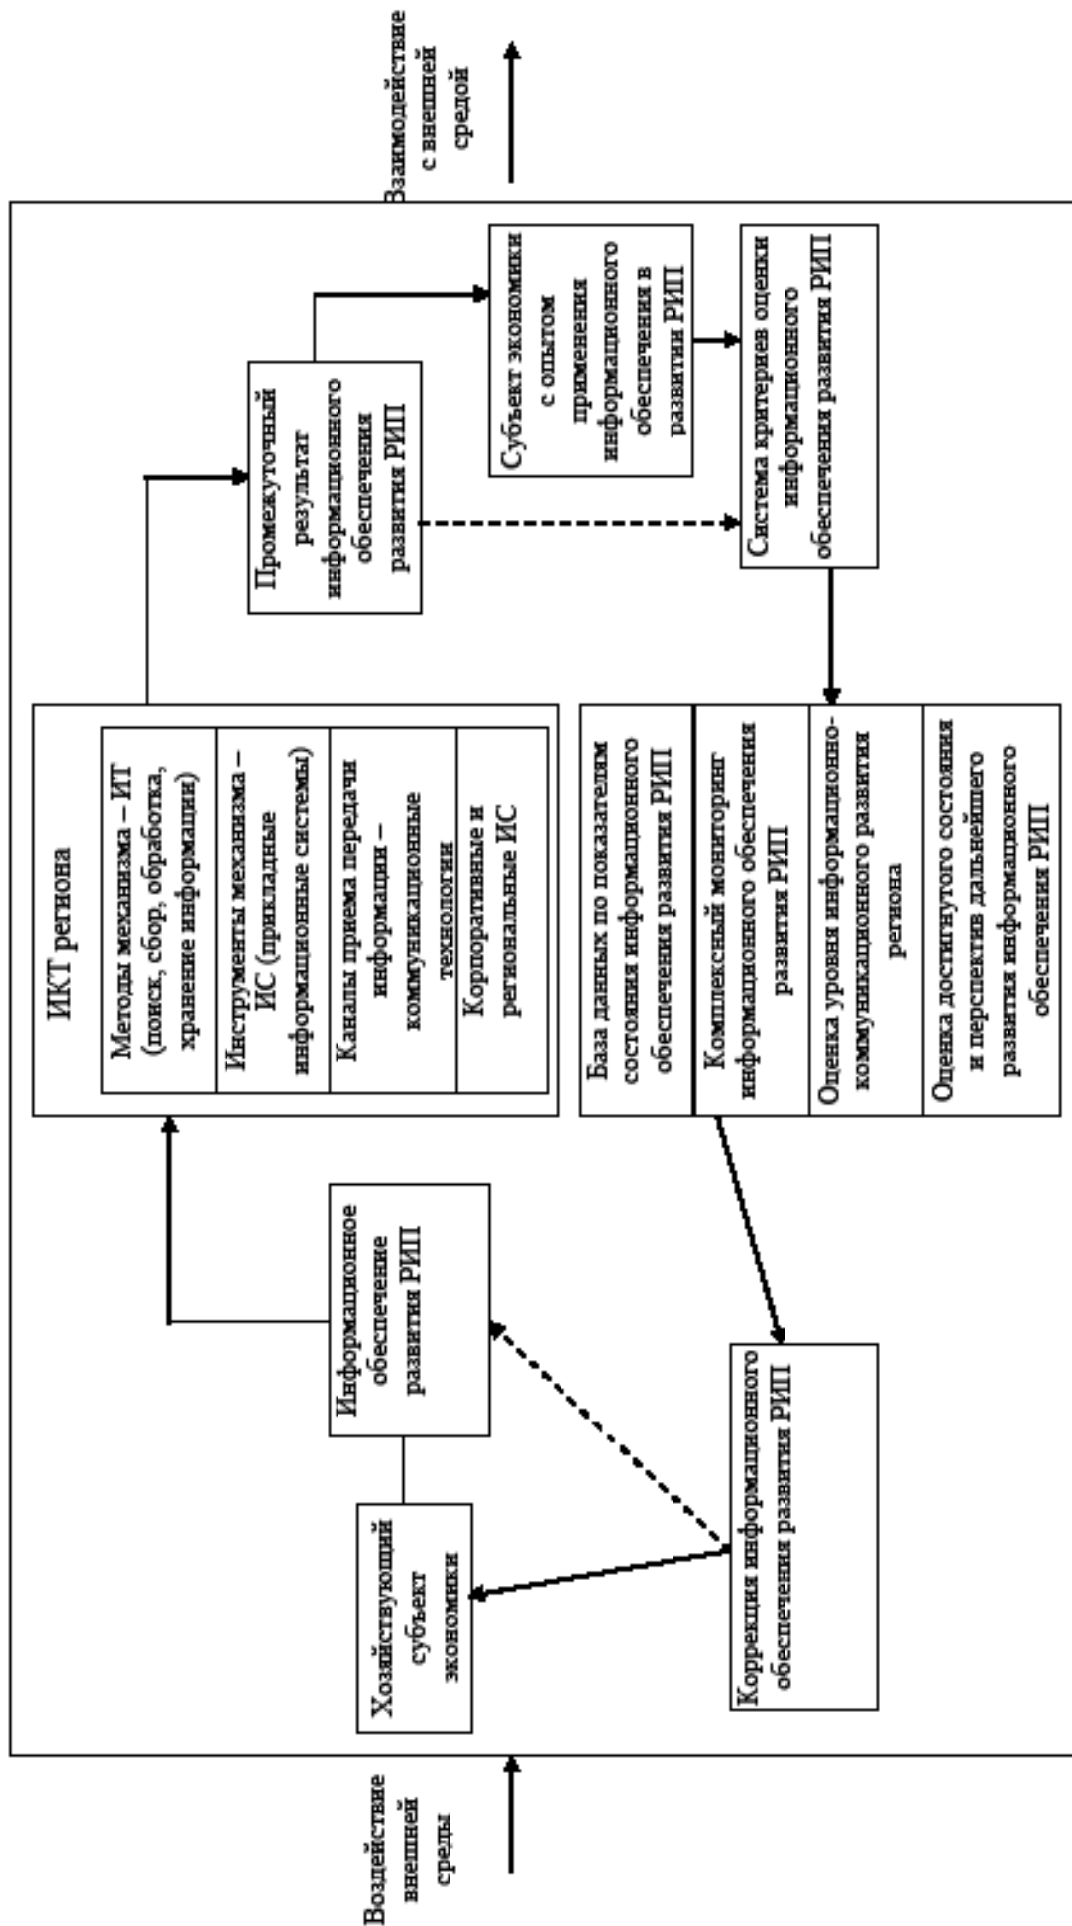 Воздействие
внешней
среды
Хозяйствующий
субъект
экономики
Информационное
обеспечение
развития РИП
ИКТ региона
Методы механизма – ИТ
(поиск, сбор, обработка,
хранение информации)
Инструменты механизма –
ИС (прикладные
информационные системы)
Каналы приема передачи
информации –
коммуникационные
технологии
Корпоративные и
региональные ИС
Промежуточный
результат
информационного
обеспечения
развития РИП
Субъект экономики
с опытом
применения
информационного
обеспечения в
развитии РИП
Система критериев оценки
информационного
обеспечения развития РИП
База данных по показателям
состояния информационного
обеспечения развития РИП
Комплексный мониторинг
информационного обеспечения
развития РИП
Оценка уровня информационно-
коммуникационного развития
региона
Оценка достигнутого состояния
и перспектив дальнейшего
развития информационного
обеспечения РИП
Коррекция информационного
обеспечения развития РИП
Взаимодействие
с внешней
средой